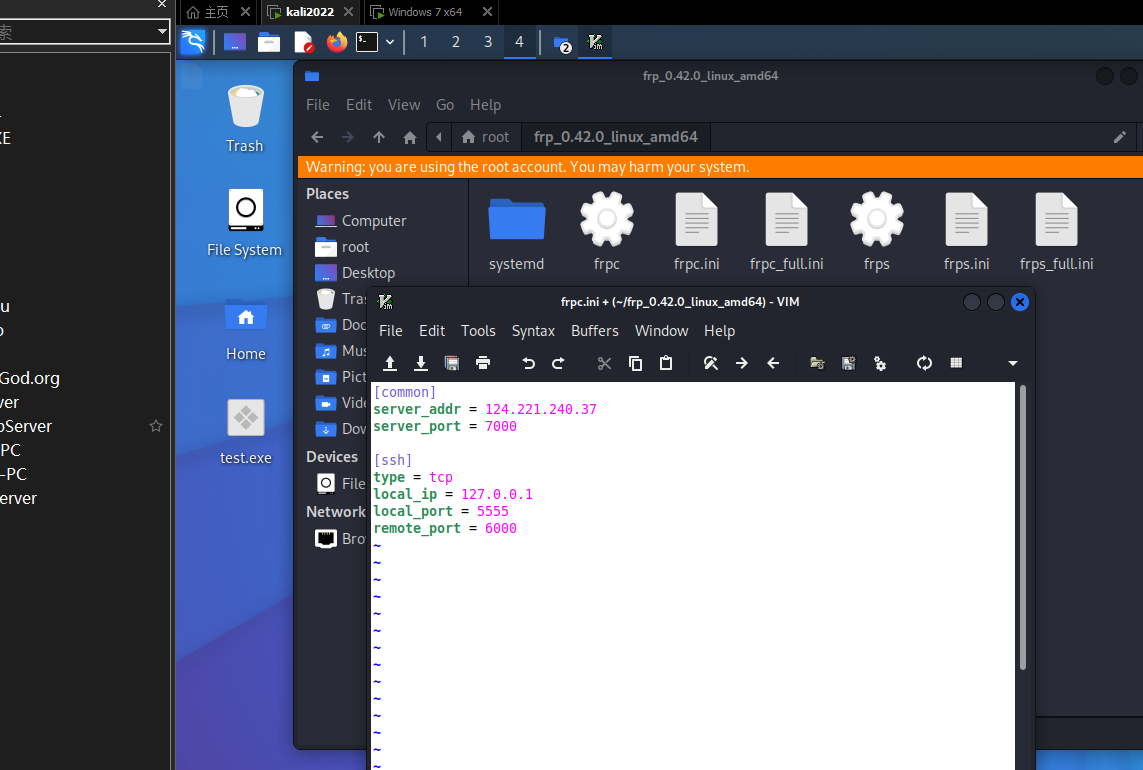 索
主页
kali2022
Windows 7 x64
1
2
3
4
2
XE
God.org
ver
Server
PC
-PC
erver
Trash
File System
Home
test.exe
frp_0.42.0_linux_amd64
File Edit View Go Help
root
frp_0.42.0_linux_amd64
Warning: you are using the root account. You may harm your system.
Places
Computer
root
Desktop
Tra
Doc
Mus
Pict
Vide
Dow
Devices
File
Network
Bro
systemd
frpc
frpc.ini
frpc_full.ini
frps
frps.ini
frps_full.ini
frpc.ini + (~/frp_0.42.0_linux_amd64) - VIM
File Edit Tools Syntax Buffers Window Help
[common]
server_addr = 124.221.240.37
server_port = 7000
[ssh]
type = tcp
local_ip = 127.0.0.1
local_port = 5555
remote_port = 6000
~
~
~
~
~
~
~
~
~
~
~
~
~
~